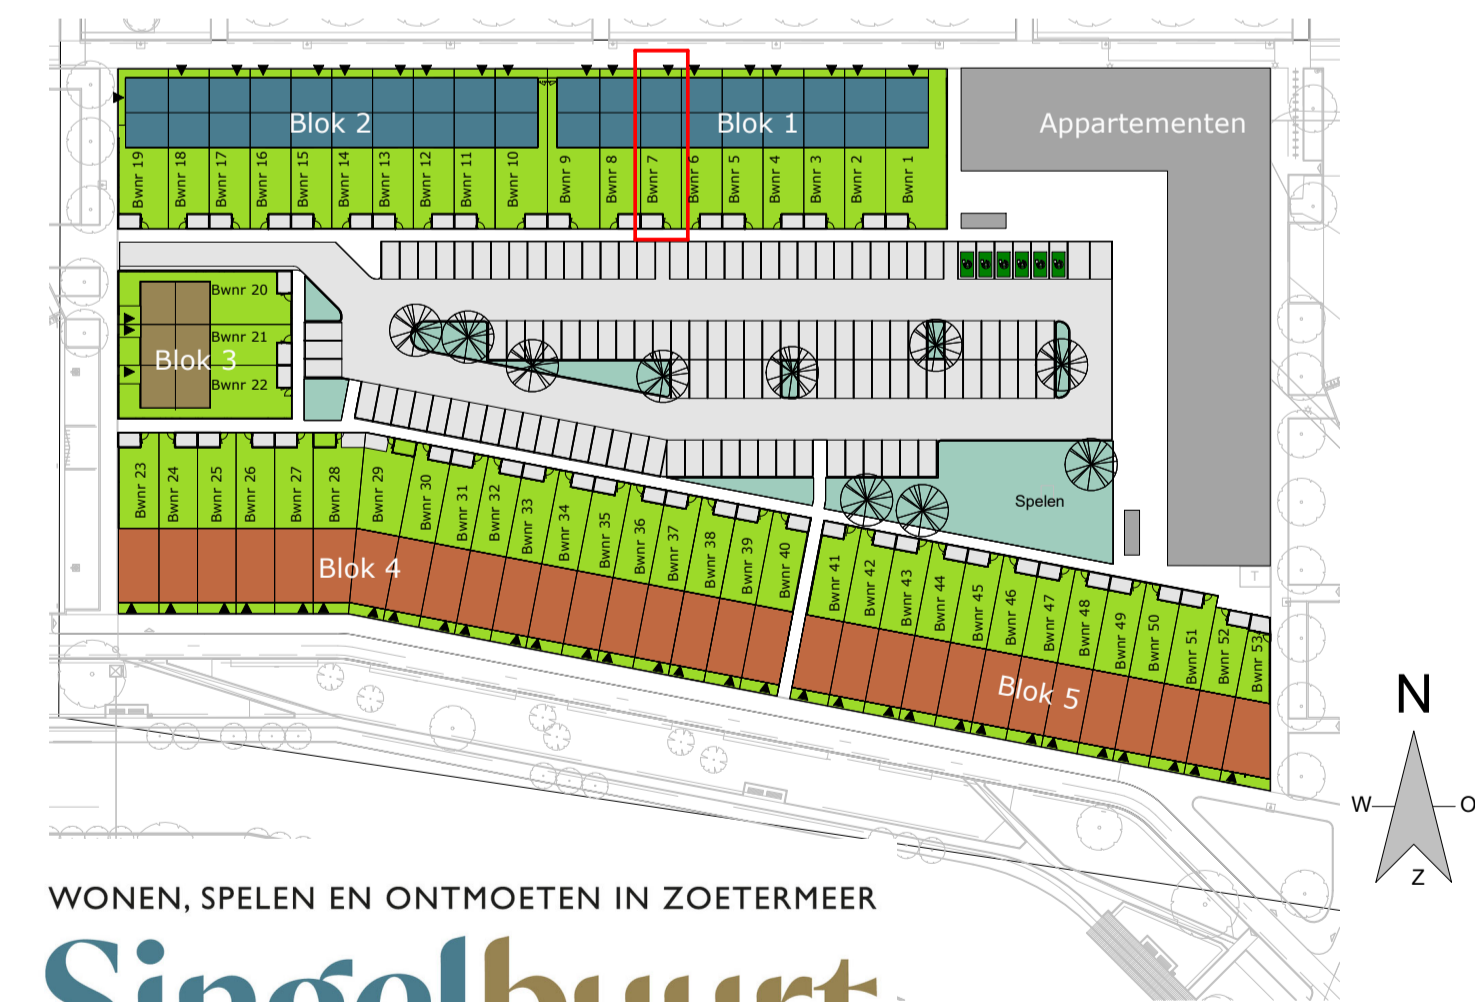 Blok 2
Blok 1
Appartementen
Bwnr 19
Bwnr 18
Bwnr 17
Bwnr 16
Bwnr 15
Bwnr 14
Bwnr 13
Bwnr 12
Bwnr 11
Bwnr 10
Bwnr 9
Bwnr 8
Bwnr 7
Bwnr 6
Bwnr 5
Bwnr 4
Bwnr 3
Bwnr 2
Bwnr 1
Bwnr 20
Bwnr 21
Blok 3
Bwnr 22
Bwnr 23
Bwnr 24
Bwnr 25
Bwnr 26
Bwnr 27
Bwnr 28
Bwnr 29
Bwnr 30
Bwnr 31
Bwnr 32
Bwnr 33
Bwnr 34
Bwnr 35
Bwnr 36
Bwnr 37
Bwnr 38
Bwnr 39
Bwnr 40
Bwnr 41
Bwnr 42
Bwnr 43
Bwnr 44
Bwnr 45
Bwnr 46
Bwnr 47
Bwnr 48
Bwnr 49
Bwnr 50
Bwnr 51
Bwnr 52
Bwnr 53
Spelen
T
Blok 4
Blok 5
N
W
O
Z
WONEN, SPELEN EN ONTMOETEN IN ZOETERMEER
Singelbuurt